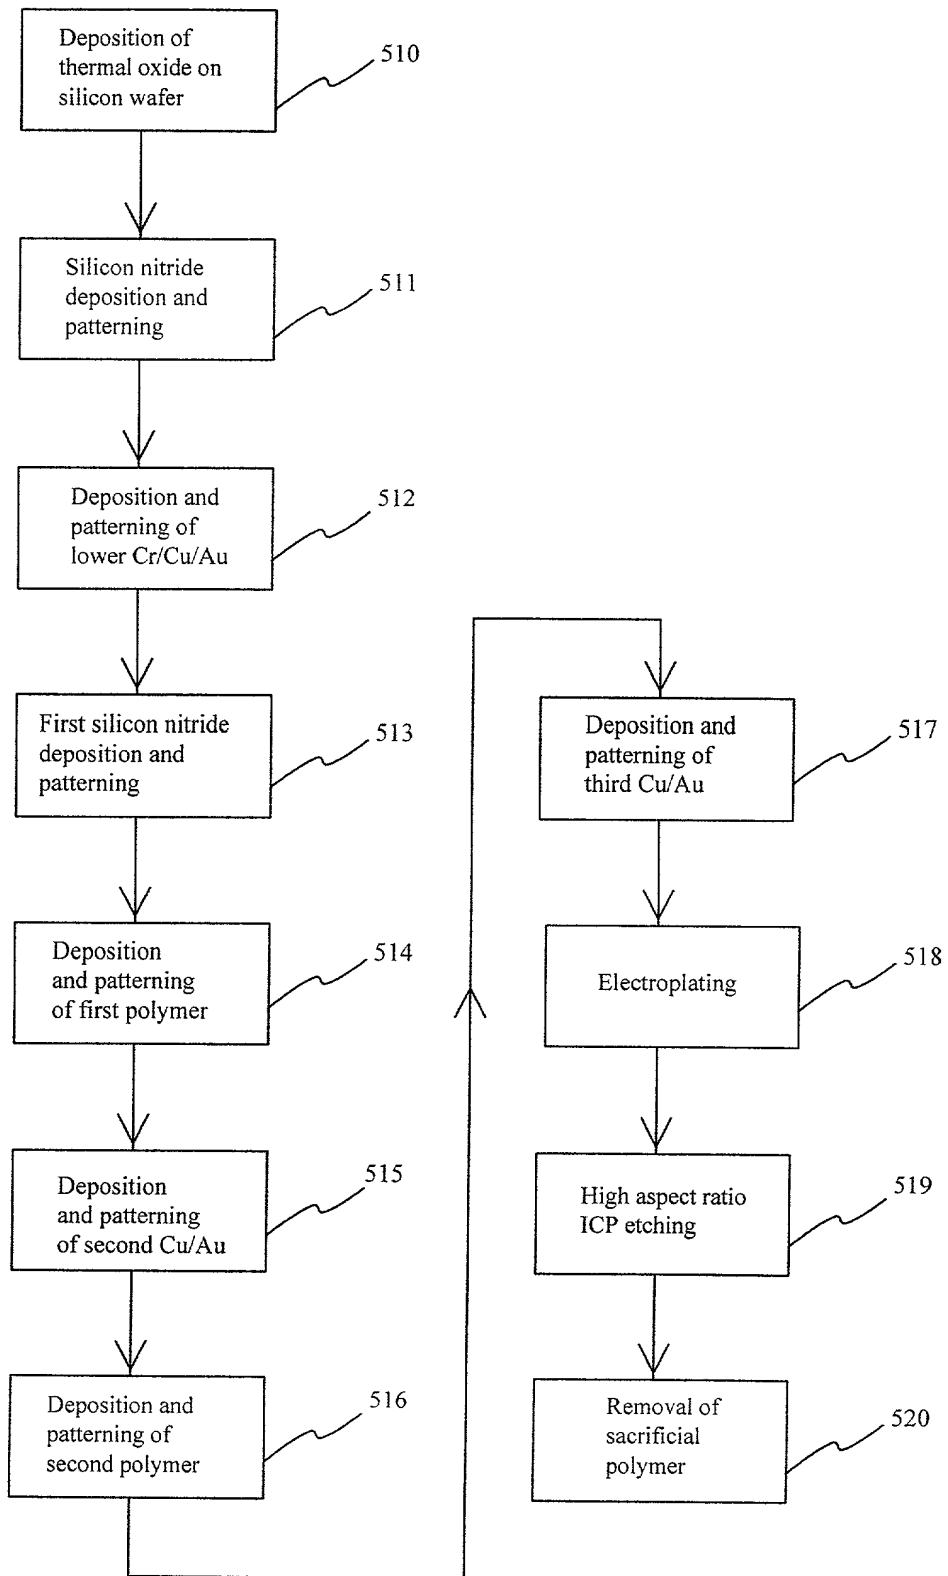 Deposition of
thermal oxide on
silicon wafer
510
Silicon nitride
deposition and
patterning
511
Deposition and
patterning of
lower Cr/Cu/Au
512
First silicon nitride
deposition and
patterning
513
Deposition
and patterning
of first polymer
514
Deposition
and patterning
of second Cu/Au
515
Deposition and
patterning of
second polymer
516
Deposition and
patterning of
third Cu/Au
517
Electroplating
518
High aspect ratio
ICP etching
519
Removal of
sacrificial
polymer
520